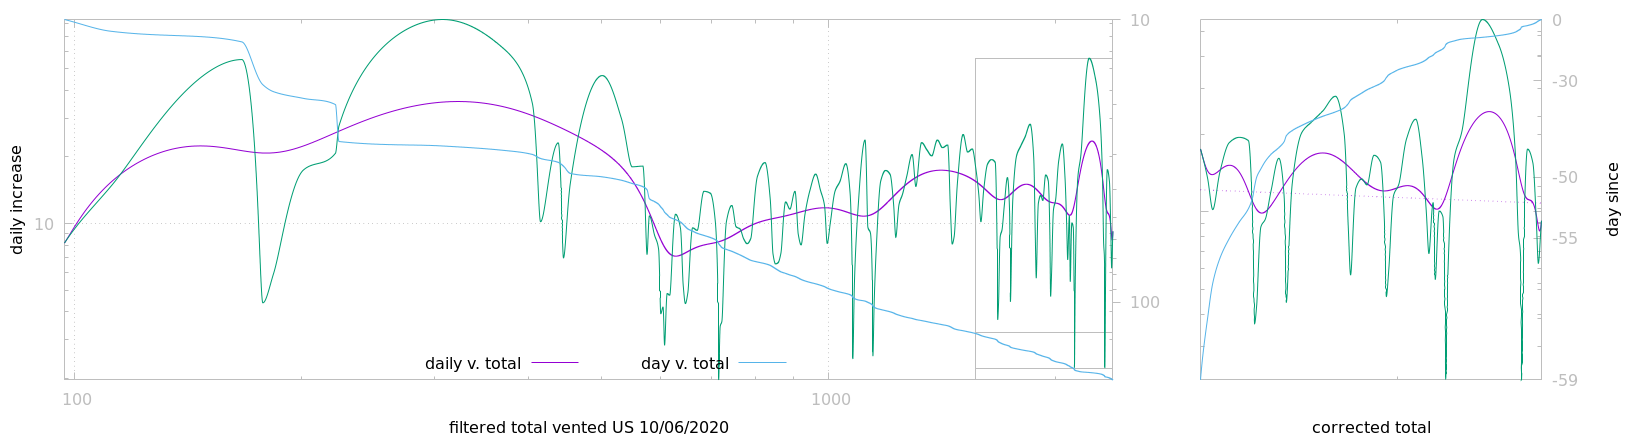 10
0
-30
daily increase
-50
day since
10
-55
100
daily v. total
day v. total
-59
100
1000
filtered total vented US 10/06/2020
corrected total